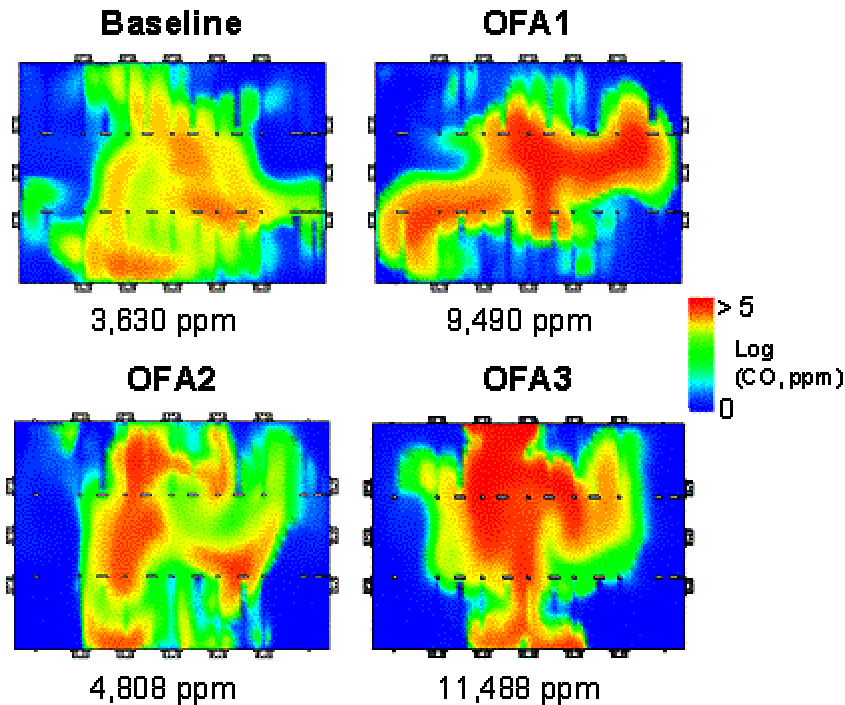 Baseline
OFA1
3,630 ppm
9,490 ppm
> 5
Log
(CO,ppm)
0
OFA2
OFA3
4,808 ppm
11,488 ppm